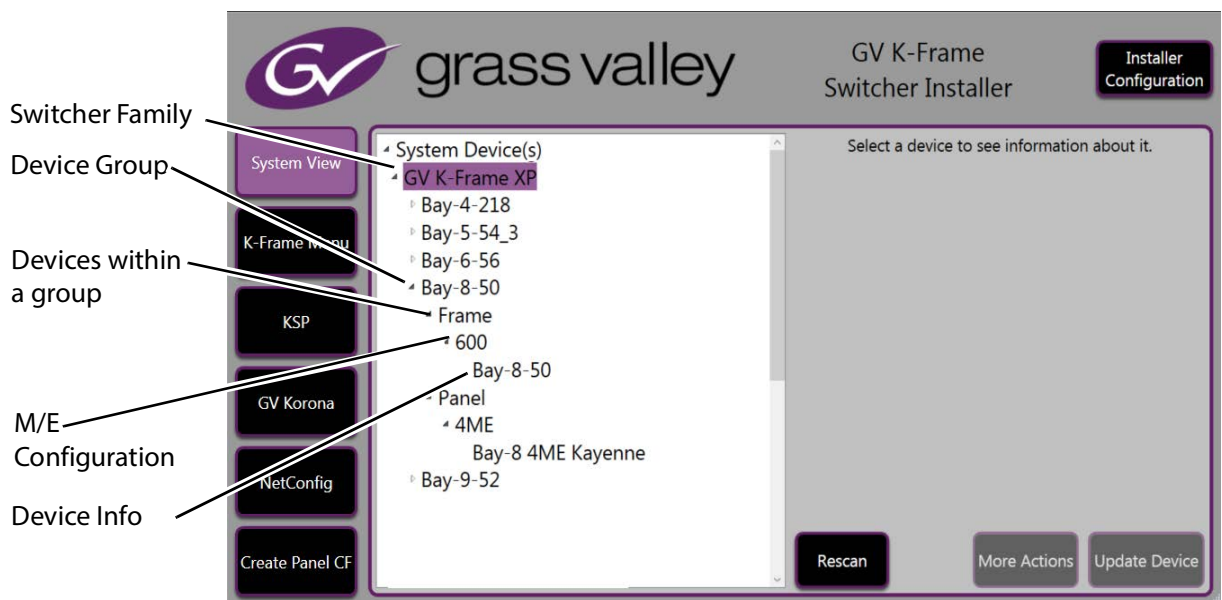 GV
grass valley
GV K-Frame
Switcher Installer
Installer
Configuration
Switcher Family
Device Group
Devices within
a group
M/E
Configuration
Device Info
System View
K-Frame Menu
KSP
GV Korona
NetConfig
Create Panel CF
System Device(s)
GV K-Frame XP
Bay-4-218
Bay-5-54_3
Bay-6-56
Bay-8-50
Frame
600
Bay-8-50
Panel
4ME
Bay-8 4ME Kayenne
Bay-9-52
Select a device to see information about it.
Rescan
More Actions
Update Device